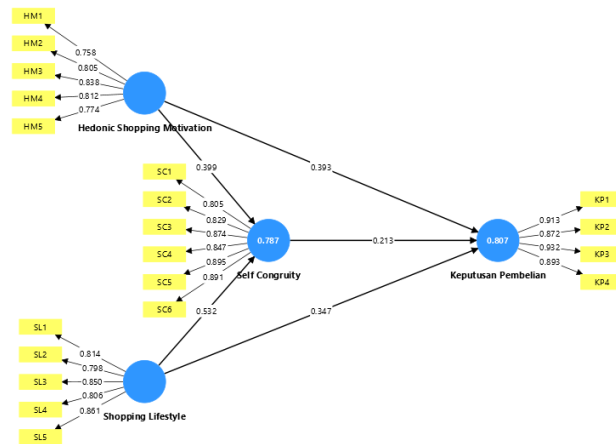 HM1
HM2
HM3
HM4
HM5
0.758
0.805
0.838
0.812
0.774
Hedonic Shopping Motivation
0.399
0.393
SC1
SC2
SC3
SC4
SC5
SC6
0.805
0.829
0.874
0.847
0.895
0.891
0.787
Self Congruity
0.213
0.807
Keputusan Pembelian
0.913
0.872
0.932
0.893
KP1
KP2
KP3
KP4
0.532
0.347
SL1
SL2
SL3
SL4
SL5
0.814
0.798
0.850
0.806
0.861
Shopping Lifestyle